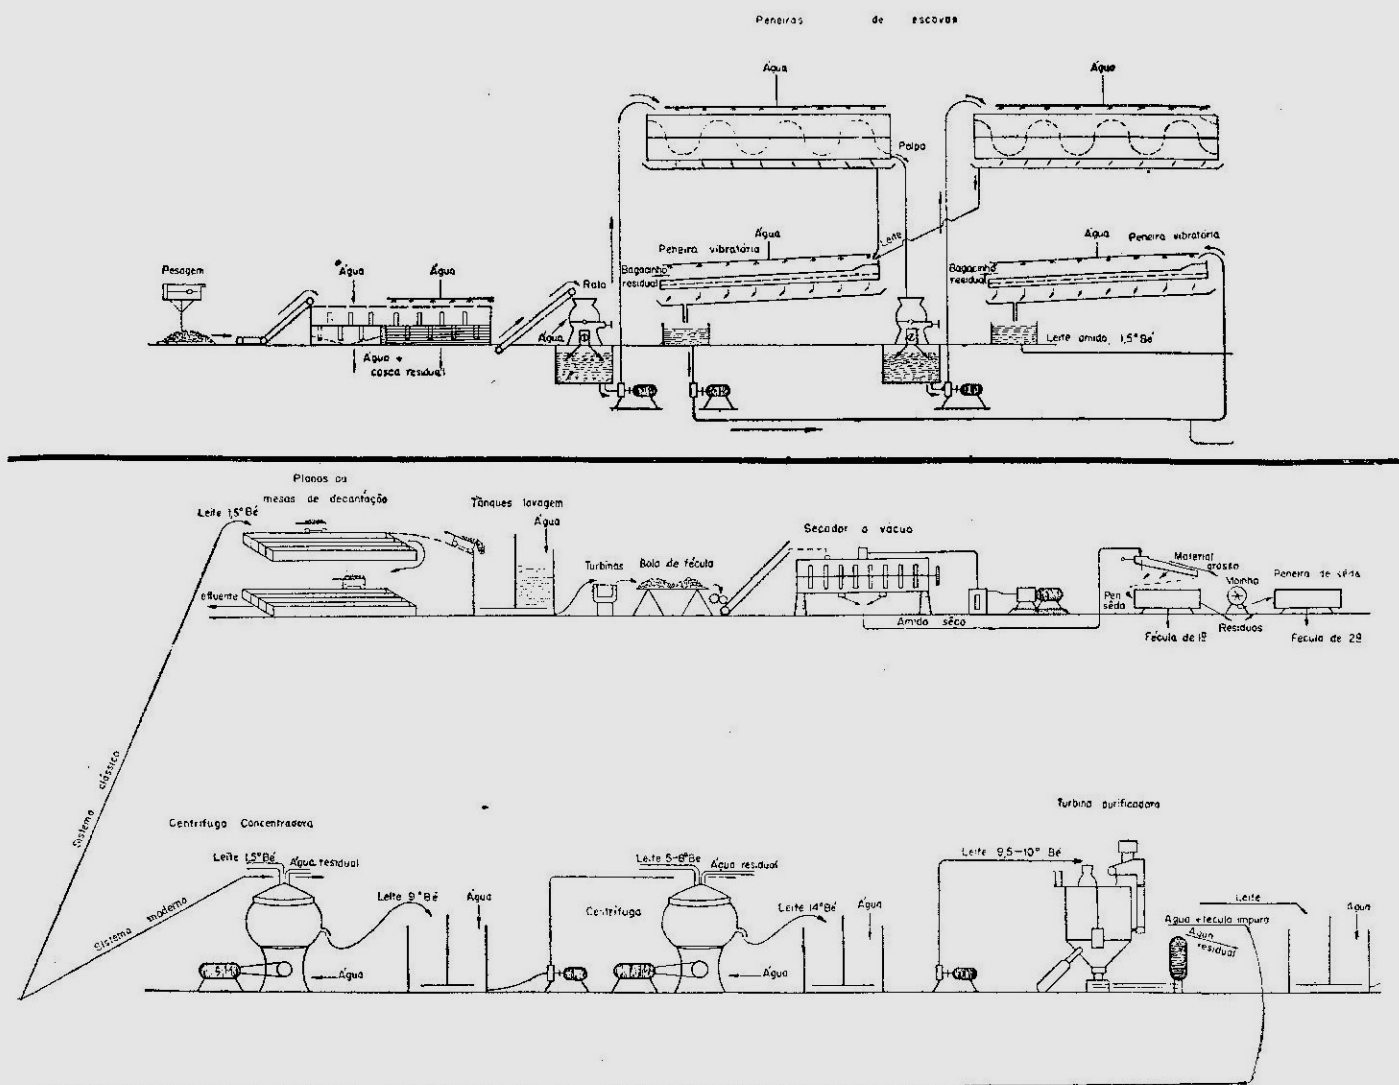 Peneiras de escovas
Água
Água
Polpa
Leite
Água
Peneira vibratória
Bagacinho
residual
Água
Peneira vibratória
Bagacinho
residual
Pesagem
Água
Água
Ralo
Água
Água +
casca residual
Leite amido, 1,5° Bé
Planos ou
mesas de decantação
Leite 1,5° Bé
Tânques lavagem
Água
Turbinas
Bolo de fécula
Secador a vácuo
Material
grosso
Moinho
Peneira de sêda
Pen
sêda
efluente
Amido sêco
Fécula de 1ª
Resíduos
Fécula de 2ª
Sistema clássico
Turbina purificadora
Centrífuga Concentradora
Leite 1,5° Bé
Água residual
Leite 5-8° Bé
Água residual
Leite 9,5-10° Bé
Sistema moderno
Leite 9° Bé
Água
Centrífuga
Leite 14° Bé
Água
Leite
Água
Água + fécula impura
Água
residual
Água
Água